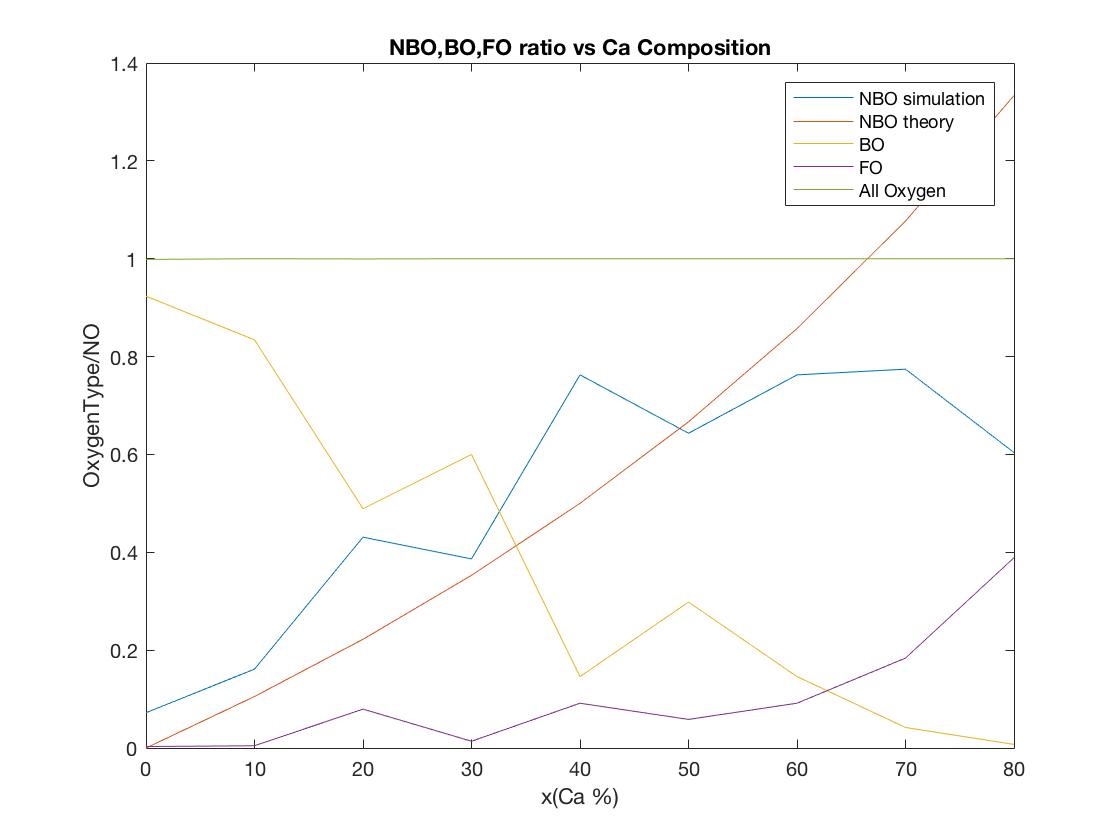 NBO,BO,FO ratio vs Ca Composition
1.4
1.2
1
0.8
0.6
0.4
0.2
0
OxygenType/NO
NBO simulation
NBO theory
BO
FO
All Oxygen
0 10 20 30 40 50 60 70 80
x(Ca %)